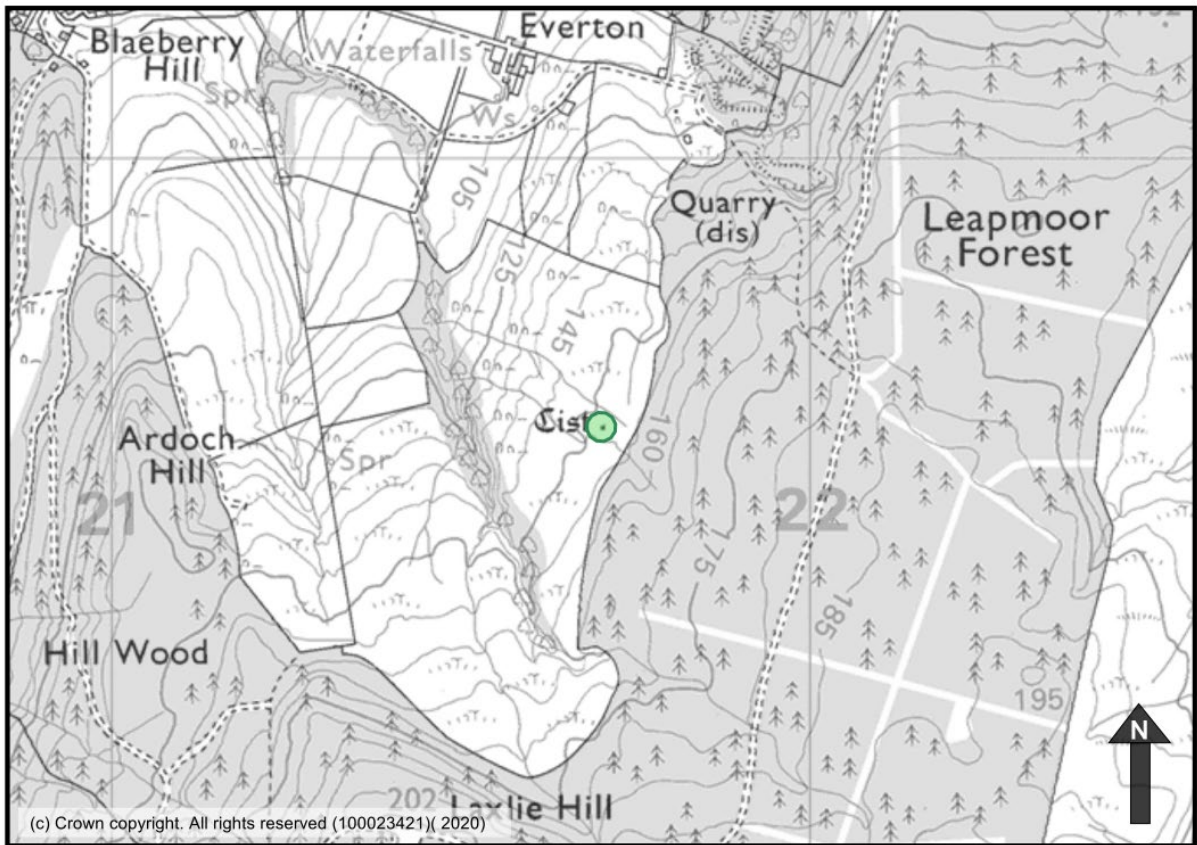 Blaeberry
Hill
Waterfalls
Everton
Spr
Ws
105
Quarry
(dis)
Leapmoor
Forest
125
145
Cist
160
Ardoch
Hill
Spr
21
22
175
185
Hill Wood
195
202
Laxlie Hill
N
(c) Crown copyright. All rights reserved (100023421)( 2020)